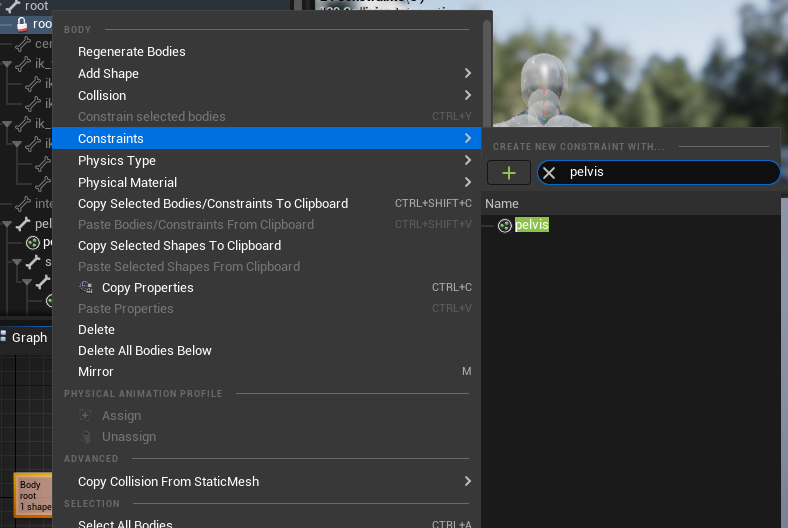 root
BODY
Regenerate Bodies
Add Shape
Collision
Constrain selected bodies CTRL+Y
Constraints
Physics Type
Physical Material
Copy Selected Bodies/Constraints To Clipboard CTRL+SHIFT+C
Paste Bodies/Constraints From Clipboard CTRL+SHIFT+V
Copy Selected Shapes To Clipboard
Paste Selected Shapes From Clipboard
Copy Properties CTRL+C
Paste Properties CTRL+V
Delete
Delete All Bodies Below
Mirror M
PHYSICAL ANIMATION PROFILE
Assign
Unassign
ADVANCED
Copy Collision From StaticMesh
SELECTION
Select All Bodies CTRL+A
CREATE NEW CONSTRAINT WITH...
pelvis
Name
pelvis
roo
cer
ik_
ik_
ik_
ik_
ik_
ik_
inte
pel
pe
s
Graph
Body
root
1 shape